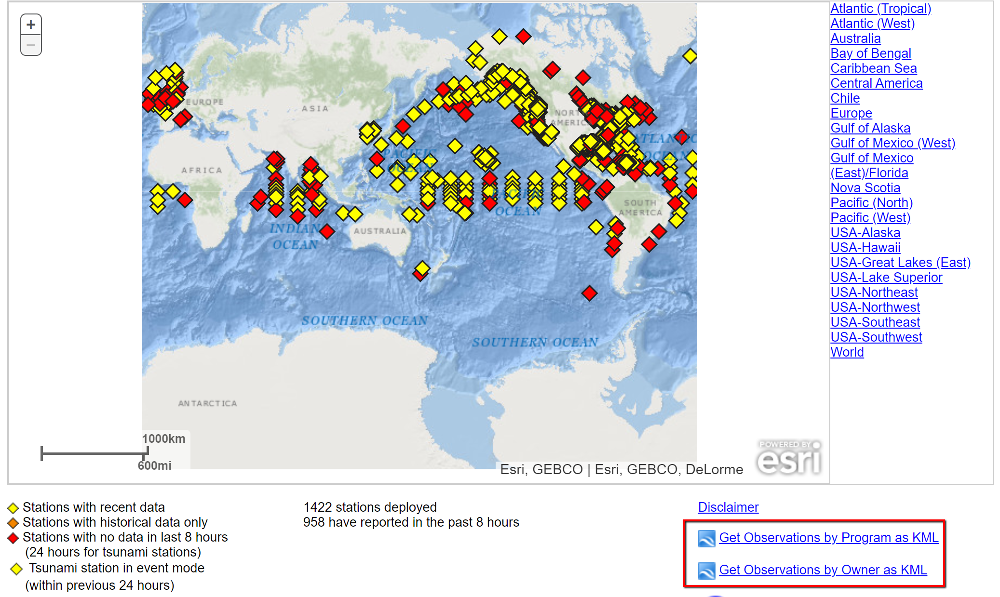 +
−
EUROPE
ASIA
AFRICA
NORTH
AMERICA
ATLANTIC
OCEAN
PACIFIC
OCEAN
PACIFIC
OCEAN
SOUTH
AMERICA
INDIAN
OCEAN
AUSTRALIA
SOUTHERN OCEAN
SOUTHERN OCEAN
ANTARCTICA
1000km
600mi
Esri, GEBCO | Esri, GEBCO, DeLorme
POWERED BY
esri
Atlantic (Tropical)
Atlantic (West)
Australia
Bay of Bengal
Caribbean Sea
Central America
Chile
Europe
Gulf of Alaska
Gulf of Mexico (West)
Gulf of Mexico
(East)/Florida
Nova Scotia
Pacific (North)
Pacific (West)
USA-Alaska
USA-Hawaii
USA-Great Lakes (East)
USA-Lake Superior
USA-Northeast
USA-Northwest
USA-Southeast
USA-Southwest
World
Stations with recent data
Stations with historical data only
Stations with no data in last 8 hours
(24 hours for tsunami stations)
Tsunami station in event mode
(within previous 24 hours)
1422 stations deployed
958 have reported in the past 8 hours
Disclaimer
Get Observations by Program as KML
Get Observations by Owner as KML